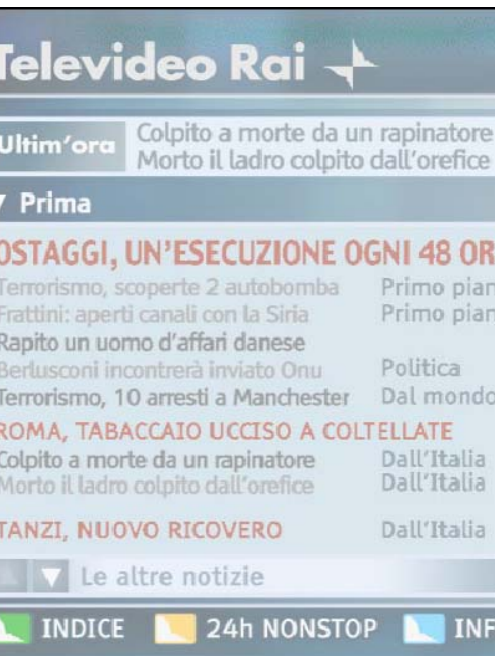 Televideo Rai
Ultim'ora
Colpito a morte da un rapinatore
Morto il ladro colpito dall'orefice
Prima
OSTAGGI, UN'ESECUZIONE OGNI 48 OR
Terrorismo, scoperte 2 autobomba Primo pian
Frattini: aperti canali con la Siria Primo pian
Rapito un uomo d'affari danese
Berlusconi incontrerà inviato Onu Politica
Terrorismo, 10 arresti a Manchester Dal mondo
ROMA, TABACCAIO UCCISO A COLTELLATE
Colpito a morte da un rapinatore Dall'Italia
Morto il ladro colpito dall'orefice Dall'Italia
TANZI, NUOVO RICOVERO Dall'Italia
Le altre notizie
INDICE 24h NONSTOP INF